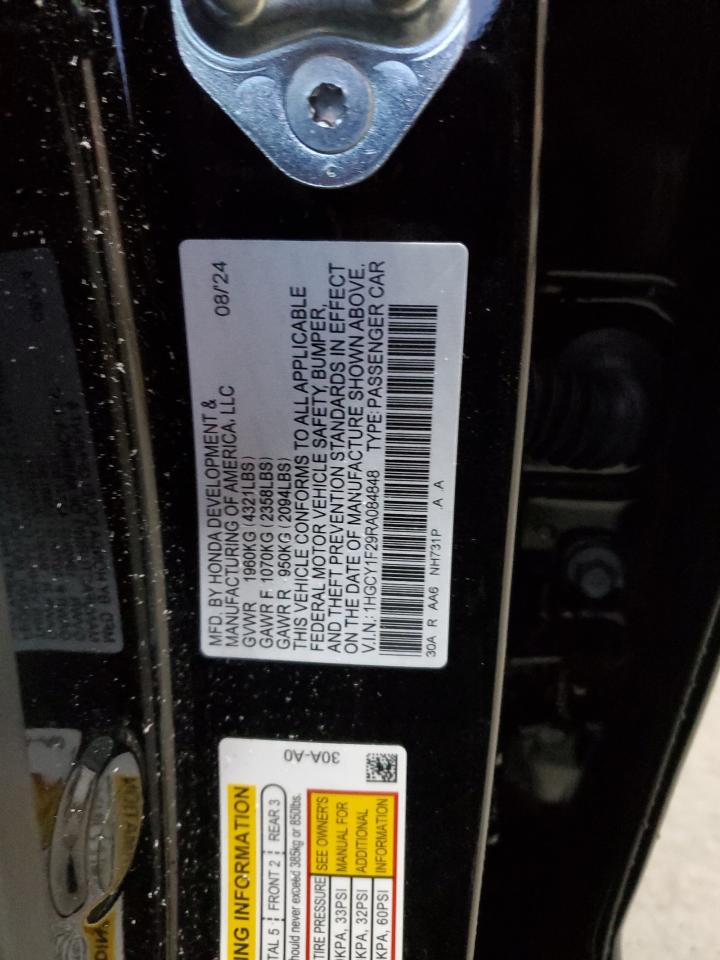 MFD. BY HONDA DEVELOPMENT &
MANUFACTURING OF AMERICA, LLC 08/24
GVWR 1960KG (4321LBS)
GAWR F 1070KG (2358LBS)
GAWR R 950KG (2094LBS)
THIS VEHICLE CONFORMS TO ALL APPLICABLE
FEDERAL MOTOR VEHICLE SAFETY, BUMPER,
AND THEFT PREVENTION STANDARDS IN EFFECT
ON THE DATE OF MANUFACTURE SHOWN ABOVE.
V.I.N.: 1HGCY1F29RA084848 TYPE: PASSENGER CAR
30A R AA6 NH731P A A
30A-A0
ING INFORMATION
TAL 5 FRONT 2 REAR 3
hould never exceed 385kg or 850lbs.
TIRE PRESSURE SEE OWNER'S
KPA, 33PSI MANUAL FOR
KPA, 32PSI ADDITIONAL
KPA, 60PSI INFORMATION